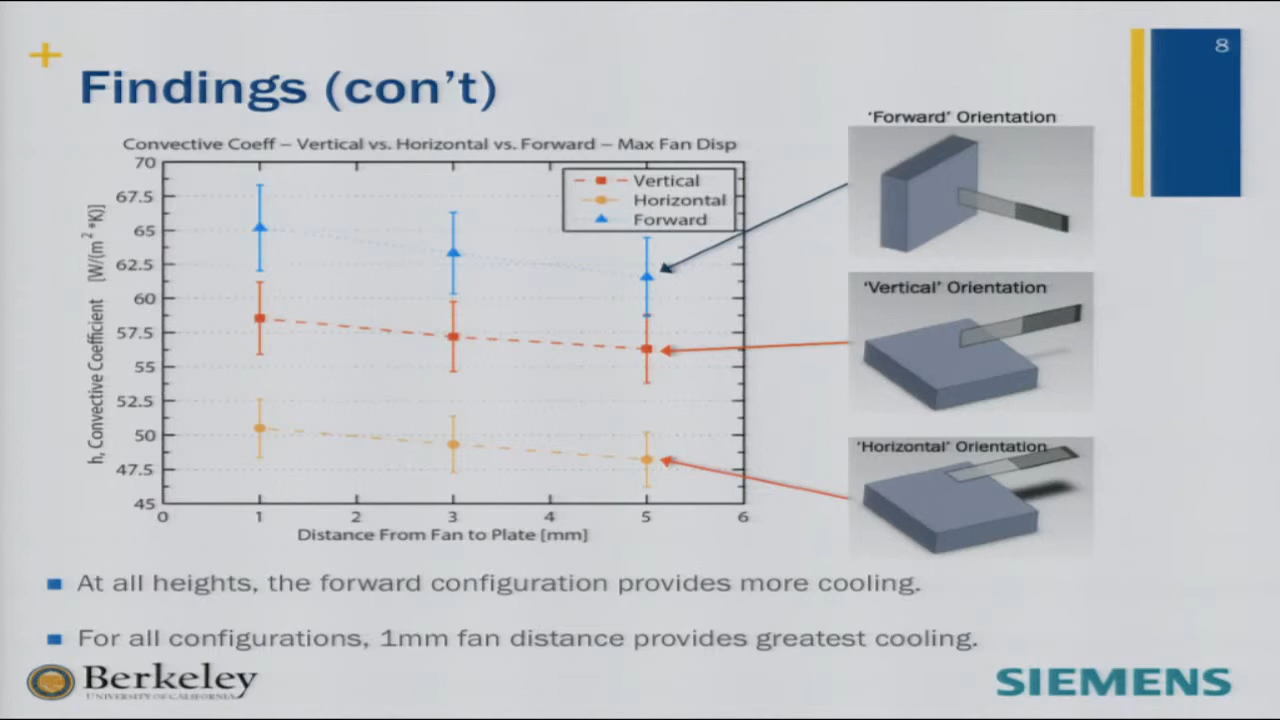 8
Findings (con't)
Convective Coeff – Vertical vs. Horizontal vs. Forward – Max Fan Disp
70
67.5
65
62.5
60
57.5
55
52.5
50
47.5
45
0 1 2 3 4 5 6
h, Convective Coefficient [W/(m² *K)]
Distance From Fan to Plate [mm]
Vertical
Horizontal
Forward
'Forward' Orientation
'Vertical' Orientation
'Horizontal' Orientation
At all heights, the forward configuration provides more cooling.
For all configurations, 1mm fan distance provides greatest cooling.
Berkeley
UNIVERSITY OF CALIFORNIA
SIEMENS